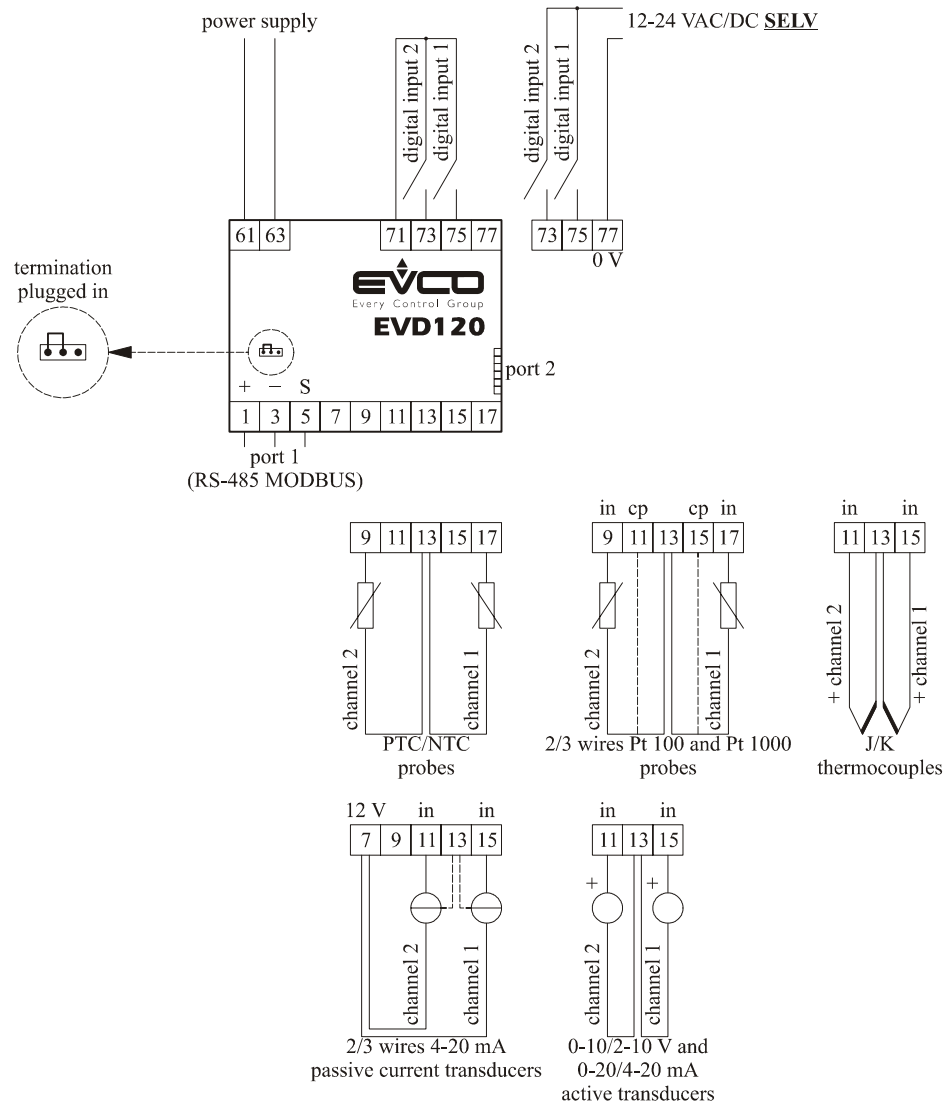 power supply
12-24 VAC/DC SELV
digital input 2
digital input 1
digital input 2
digital input 1
61 63
71 73 75 77
73 75 77
0 V
termination
plugged in
EVCO
Every Control Group
EVD120
port 2
+ − S
1 3 5 7 9 11 13 15 17
port 1
(RS-485 MODBUS)
9 11 13 15 17
channel 2
channel 1
PTC/NTC
probes
in cp cp in
9 11 13 15 17
channel 2
channel 1
2/3 wires Pt 100 and Pt 1000
probes
in in
11 13 15
+ channel 2
+ channel 1
J/K
thermocouples
12 V in in
7 9 11 13 15
channel 2
channel 1
2/3 wires 4-20 mA
passive current transducers
in in
11 13 15
+ +
channel 2
channel 1
0-10/2-10 V and
0-20/4-20 mA
active transducers